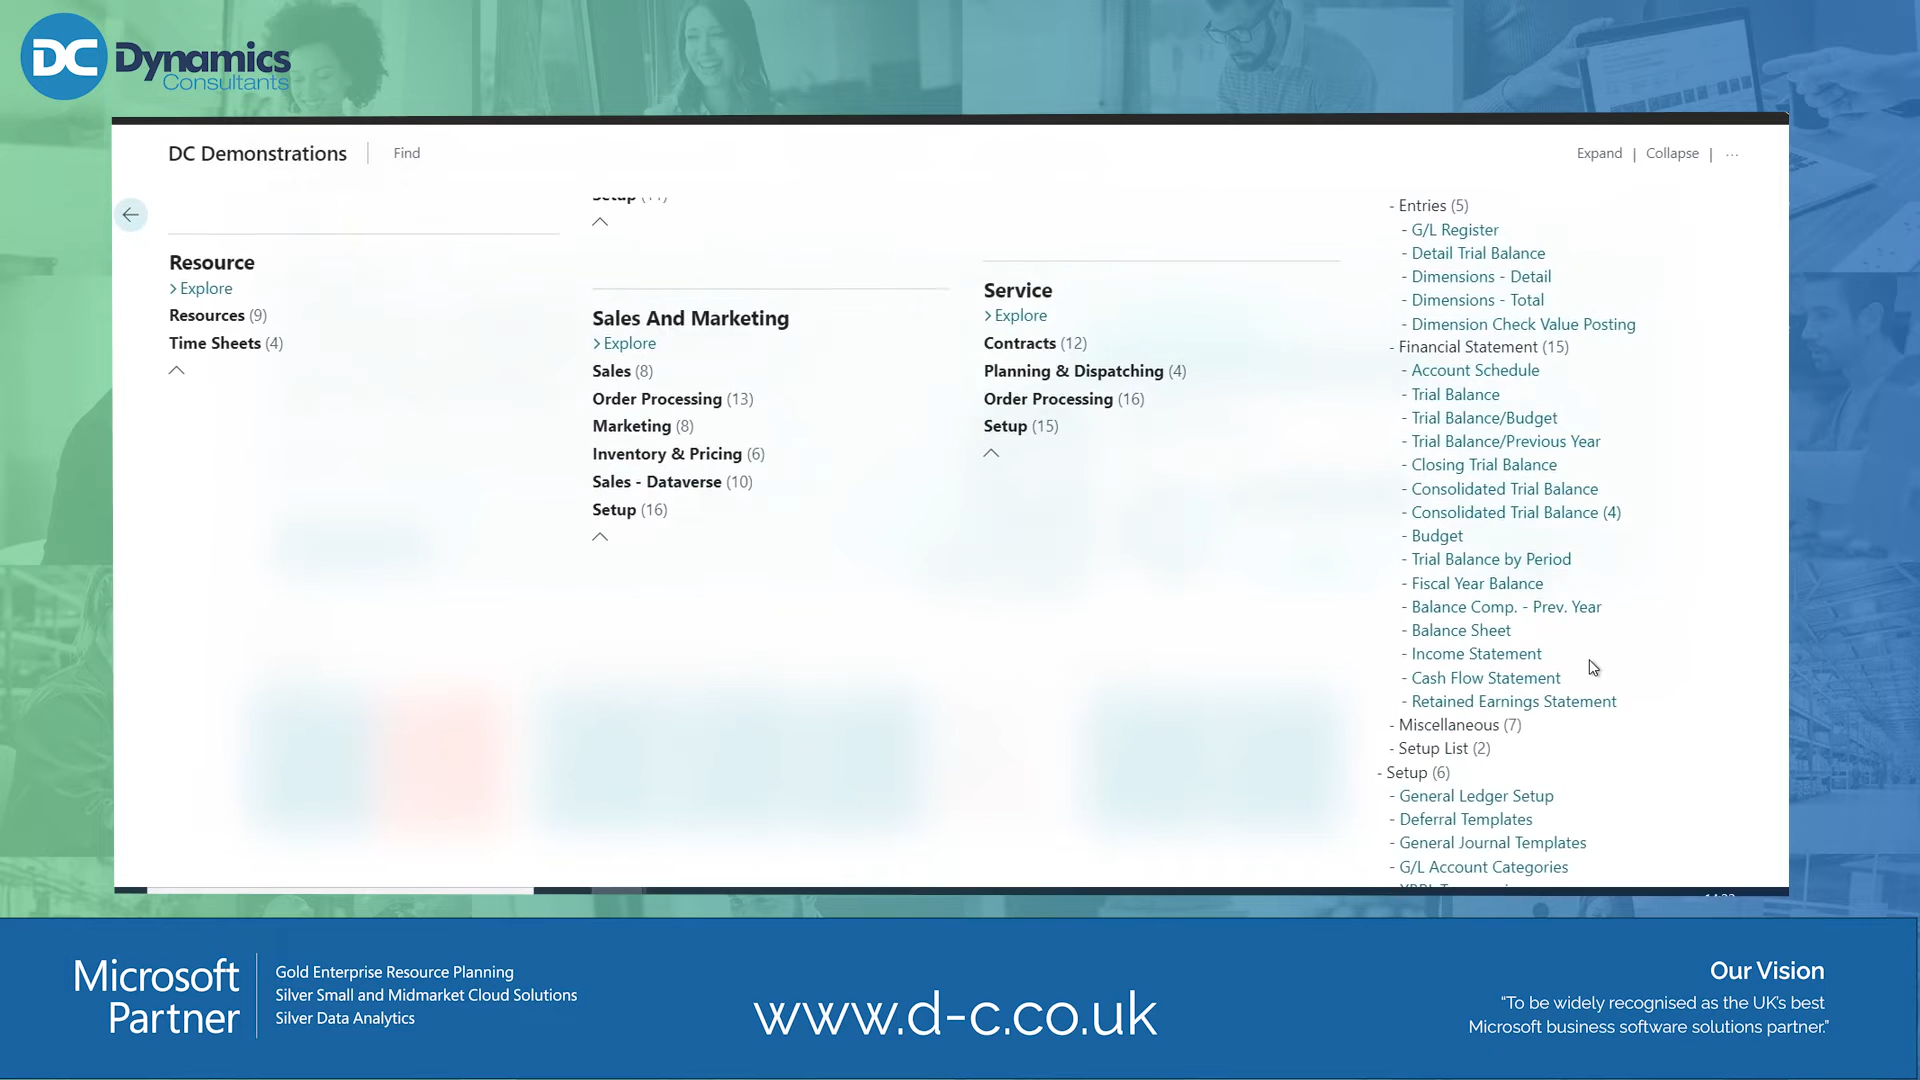 DC Dynamics
Consultants
DC Demonstrations
Find
Expand | Collapse | ...
Resource
Explore
Resources (9)
Time Sheets (4)
Sales And Marketing
Explore
Sales (8)
Order Processing (13)
Marketing (8)
Inventory & Pricing (6)
Sales - Dataverse (10)
Setup (16)
Service
Explore
Contracts (12)
Planning & Dispatching (4)
Order Processing (16)
Setup (15)
- Entries (5)
- G/L Register
- Detail Trial Balance
- Dimensions - Detail
- Dimensions - Total
- Dimension Check Value Posting
- Financial Statement (15)
- Account Schedule
- Trial Balance
- Trial Balance/Budget
- Trial Balance/Previous Year
- Closing Trial Balance
- Consolidated Trial Balance
- Consolidated Trial Balance (4)
- Budget
- Trial Balance by Period
- Fiscal Year Balance
- Balance Comp. - Prev. Year
- Balance Sheet
- Income Statement
- Cash Flow Statement
- Retained Earnings Statement
- Miscellaneous (7)
- Setup List (2)
- Setup (6)
- General Ledger Setup
- Deferral Templates
- General Journal Templates
- G/L Account Categories
Microsoft
Partner
Gold Enterprise Resource Planning
Silver Small and Midmarket Cloud Solutions
Silver Data Analytics
www.d-c.co.uk
Our Vision
“To be widely recognised as the UK's best
Microsoft business software solutions partner.”